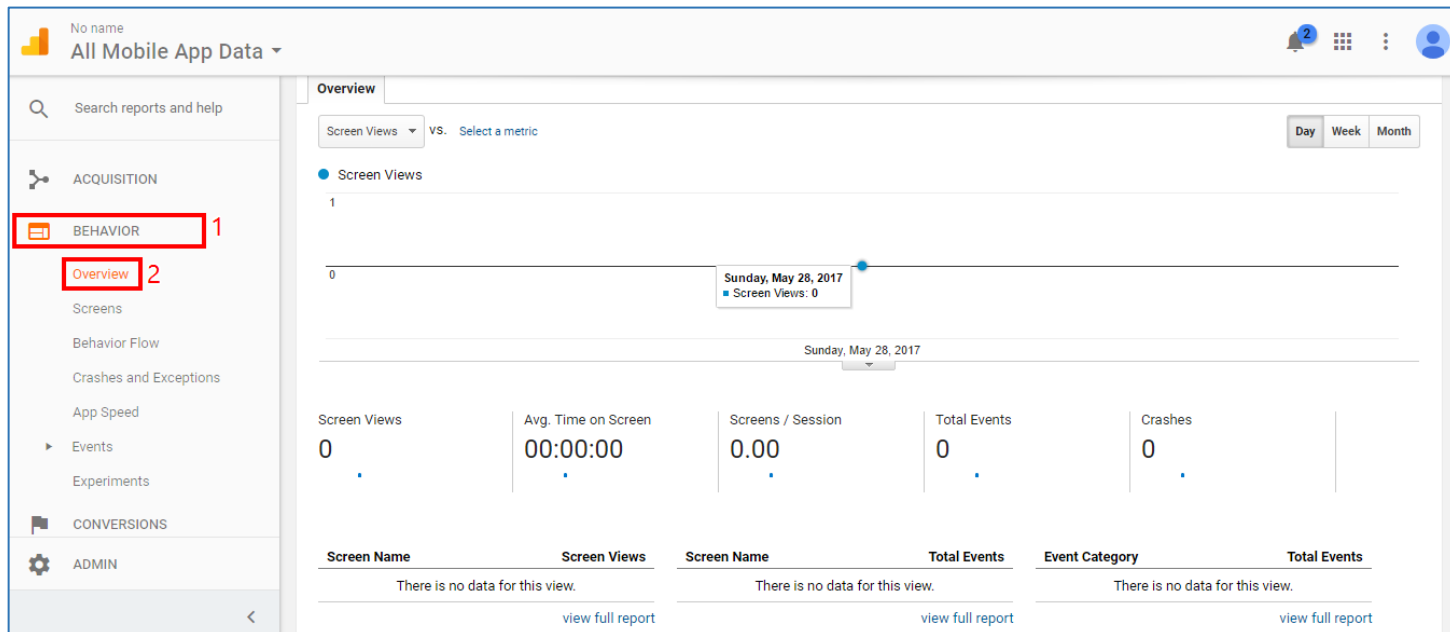 No name
All Mobile App Data
2
Search reports and help
ACQUISITION
BEHAVIOR 1
Overview 2
Screens
Behavior Flow
Crashes and Exceptions
App Speed
Events
Experiments
CONVERSIONS
ADMIN
Overview
Screen Views VS. Select a metric
Day Week Month
Screen Views
1
0
Sunday, May 28, 2017
Screen Views: 0
Sunday, May 28, 2017
Screen Views Avg. Time on Screen Screens / Session Total Events Crashes
0 00:00:00 0.00 0 0
Screen Name Screen Views Screen Name Total Events Event Category Total Events
There is no data for this view. There is no data for this view. There is no data for this view.
view full report view full report view full report